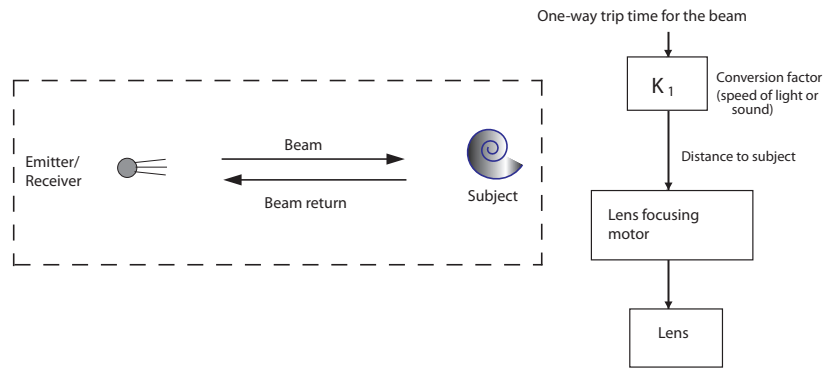 One-way trip time for the beam
K 1
Conversion factor
(speed of light or
sound)
Beam
Emitter/
Receiver
Distance to subject
Beam return
Subject
Lens focusing
motor
Lens